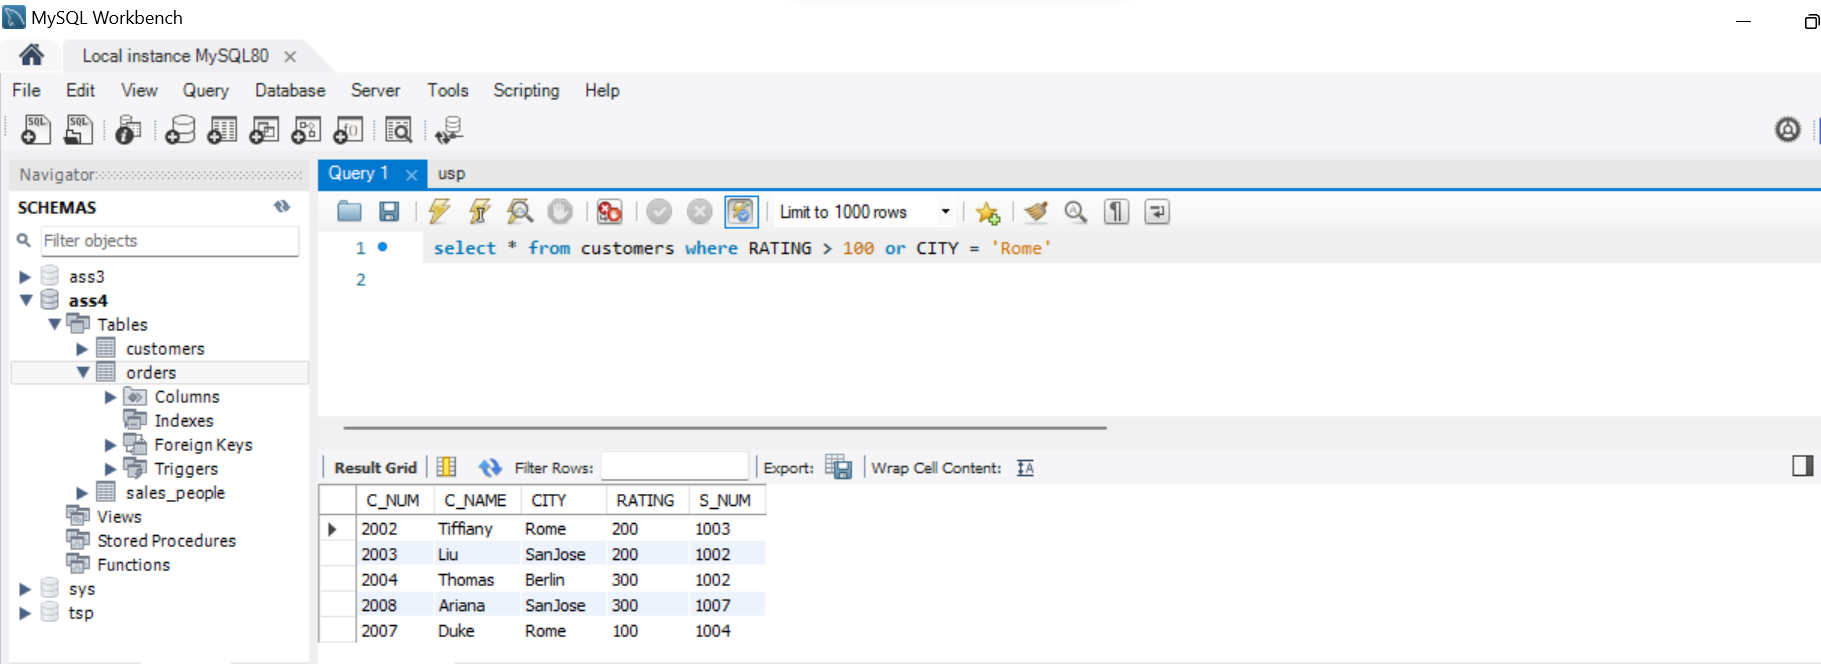 MySQL Workbench
Local instance MySQL80
File Edit View Query Database Server Tools Scripting Help
SQL SQL
Navigator
SCHEMAS
Filter objects
ass3
ass4
Tables
customers
orders
Columns
Indexes
Foreign Keys
Triggers
sales_people
Views
Stored Procedures
Functions
sys
tsp
Query 1 usp
Limit to 1000 rows
1 select * from customers where RATING > 100 or CITY = 'Rome'
2
Result Grid Filter Rows: Export: Wrap Cell Content: IA
C_NUM C_NAME CITY RATING S_NUM
2002 Tiffiany Rome 200 1003
2003 Liu SanJose 200 1002
2004 Thomas Berlin 300 1002
2008 Ariana SanJose 300 1007
2007 Duke Rome 100 1004